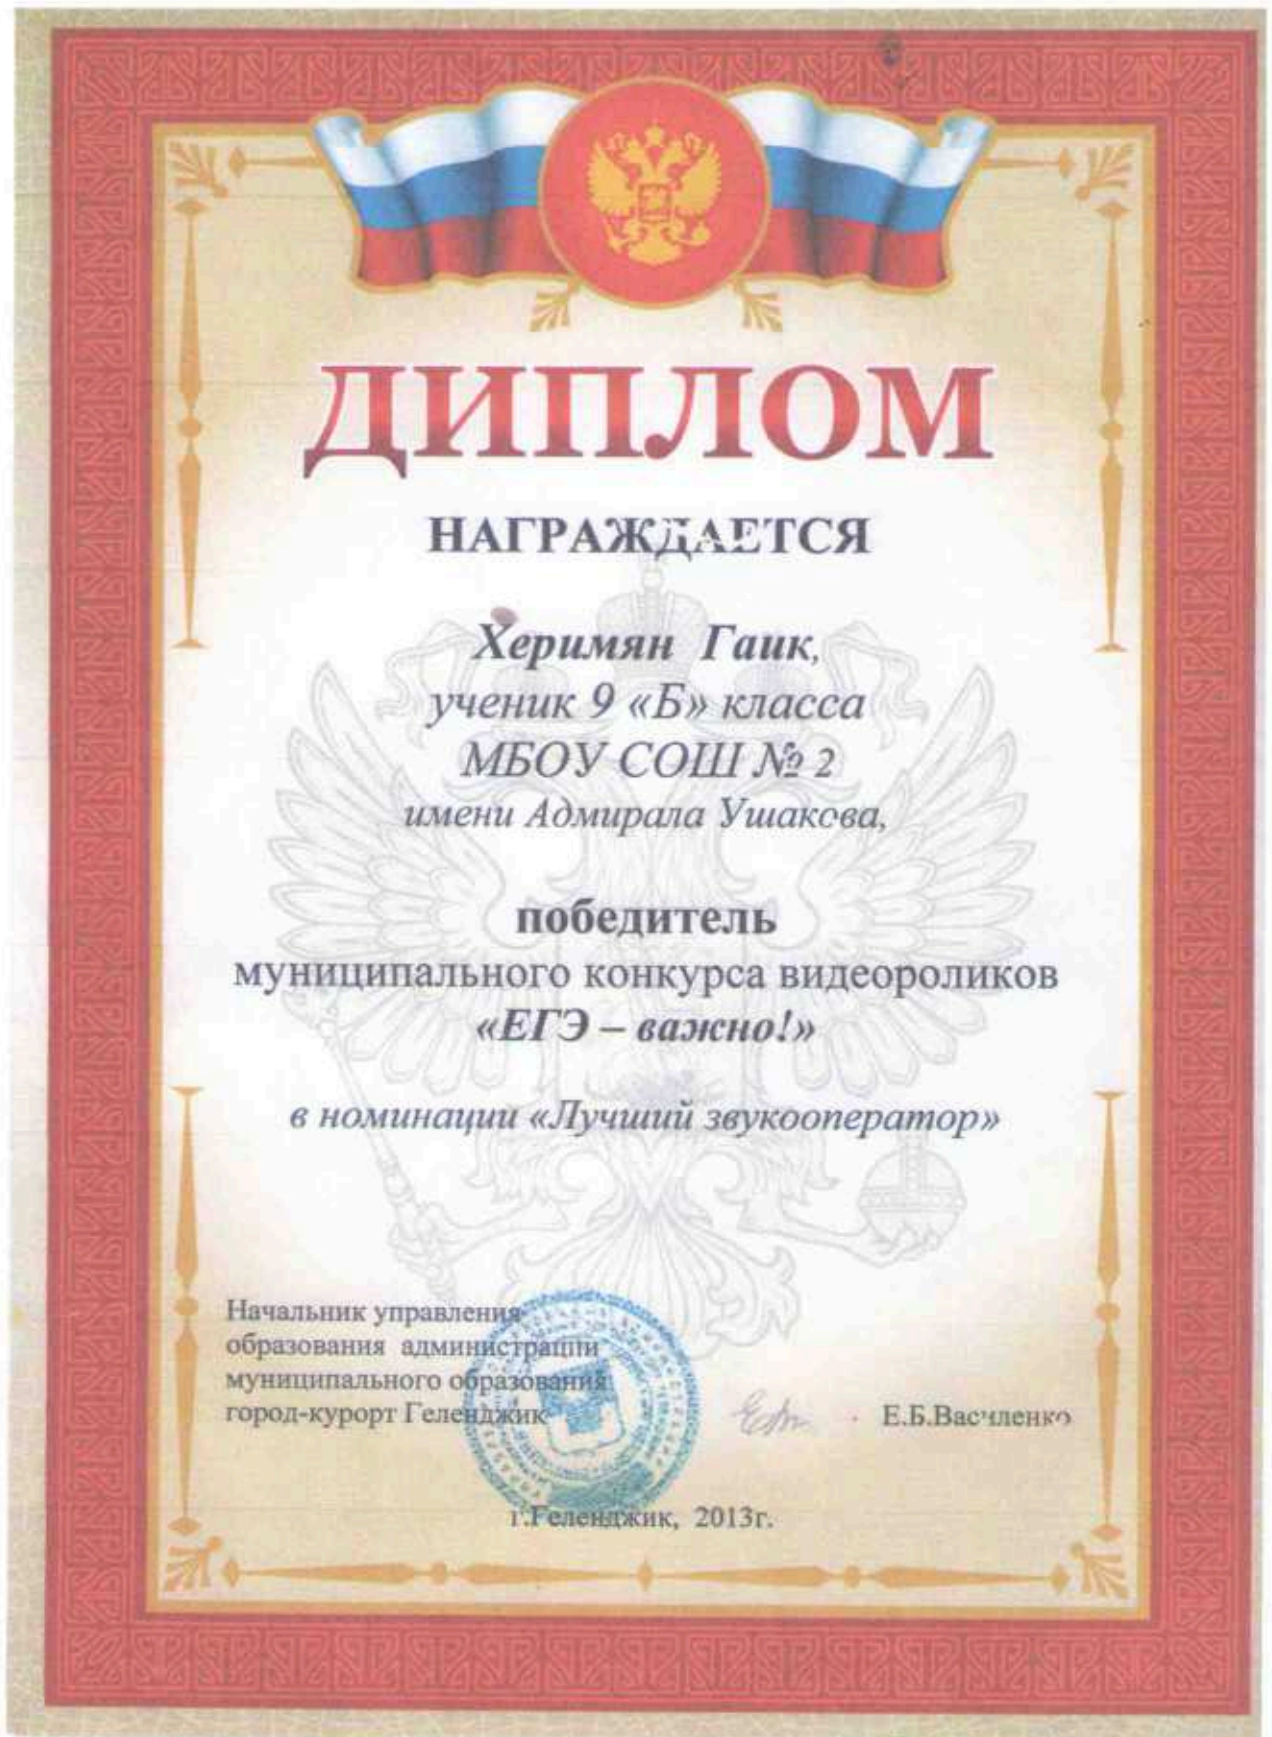 ДИПЛОМ
НАГРАЖДАЕТСЯ
Херимян Гаик,
ученик 9 «Б» класса
МБОУ СОШ № 2
имени Адмирала Ушакова,
победитель
муниципального конкурса видеороликов
«ЕГЭ – важно!»
в номинации «Лучший звукооператор»
Начальник управления
образования администрации
муниципального образования
город-курорт Геленджик
Е.Б.Василенко
г.Геленджик, 2013г.